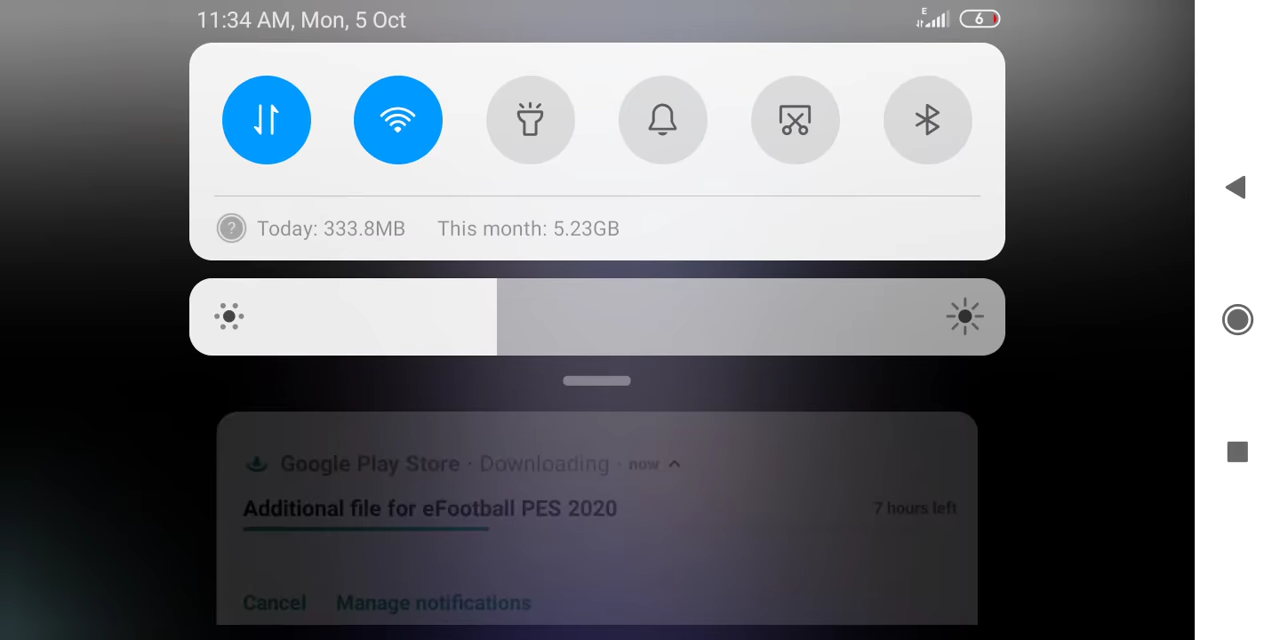 11:34 AM, Mon, 5 Oct
E
6
? Today: 333.8MB This month: 5.23GB
Google Play Store · Downloading · now
Additional file for eFootball PES 2020
7 hours left
Cancel Manage notifications